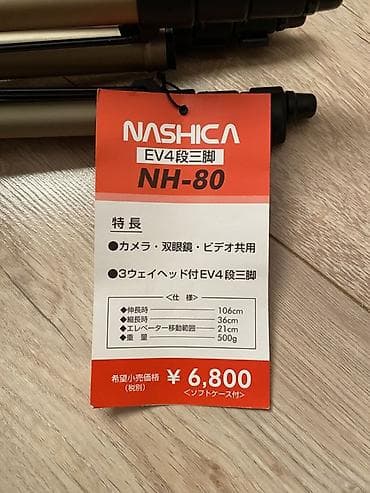 NASHICA
EV4段三脚
NH-80
特長
●カメラ・双眼鏡・ビデオ共用
●3ウェイヘッド付EV4段三脚
<仕 様>
●伸長時 106cm
●縮長時 36cm
●エレベーター移動範囲 21cm
●重量 500g
希望小売価格 (税別) ¥6,800
<ソフトケース付>